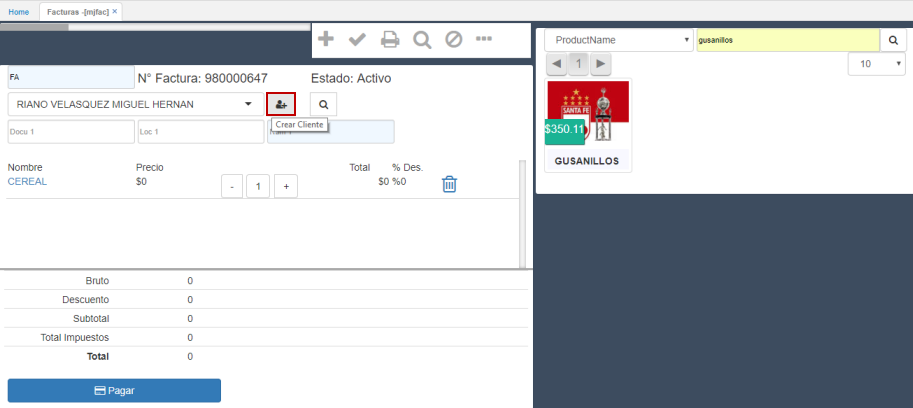 Home
Facturas -[mjfac] ×
FA
N° Factura: 980000647
Estado: Activo
RIANO VELASQUEZ MIGUEL HERNAN
Crear Cliente
Docu 1
Loc 1
Nombre
Precio
Total
% Des.
CEREAL
$0
-
1
+
$0 %0
Bruto 0
Descuento 0
Subtotal 0
Total Impuestos 0
Total 0
Pagar
ProductName
gusanillos
1
10
SANTA FE
$350.11
GUSANILLOS